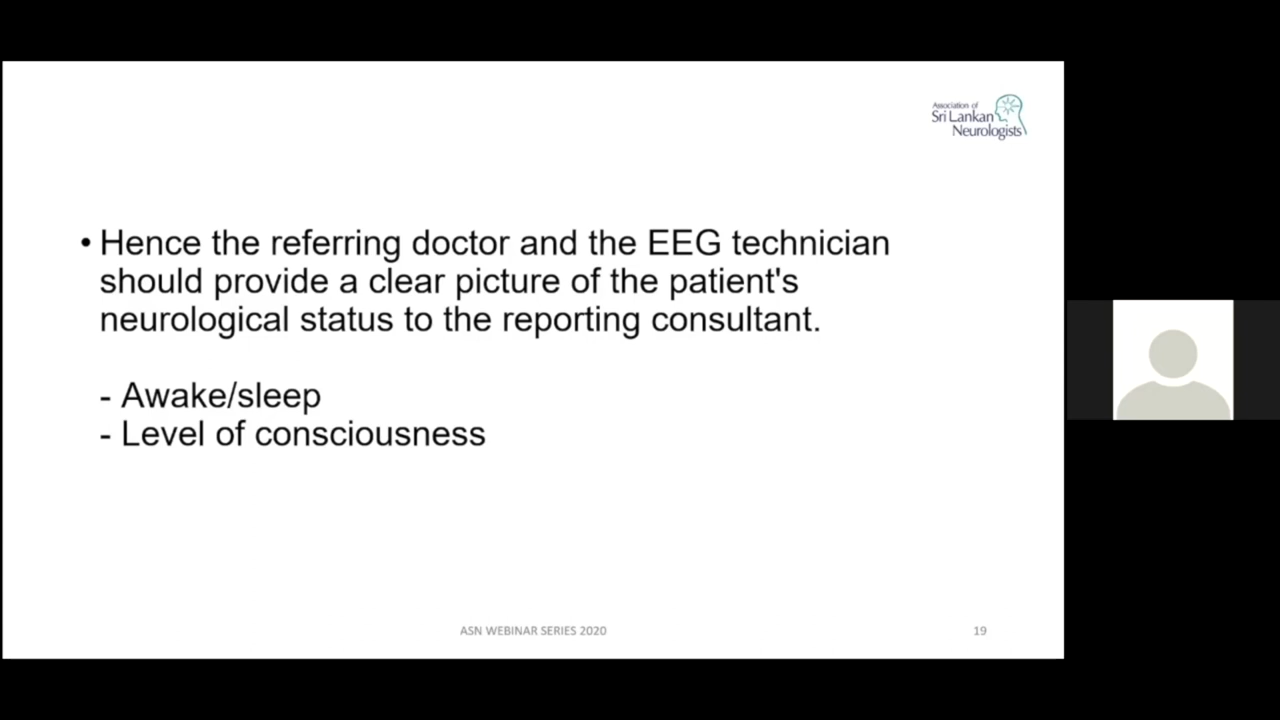 Association of
Sri Lankan
Neurologists
• Hence the referring doctor and the EEG technician
should provide a clear picture of the patient's
neurological status to the reporting consultant.
- Awake/sleep
- Level of consciousness
ASN WEBINAR SERIES 2020
19